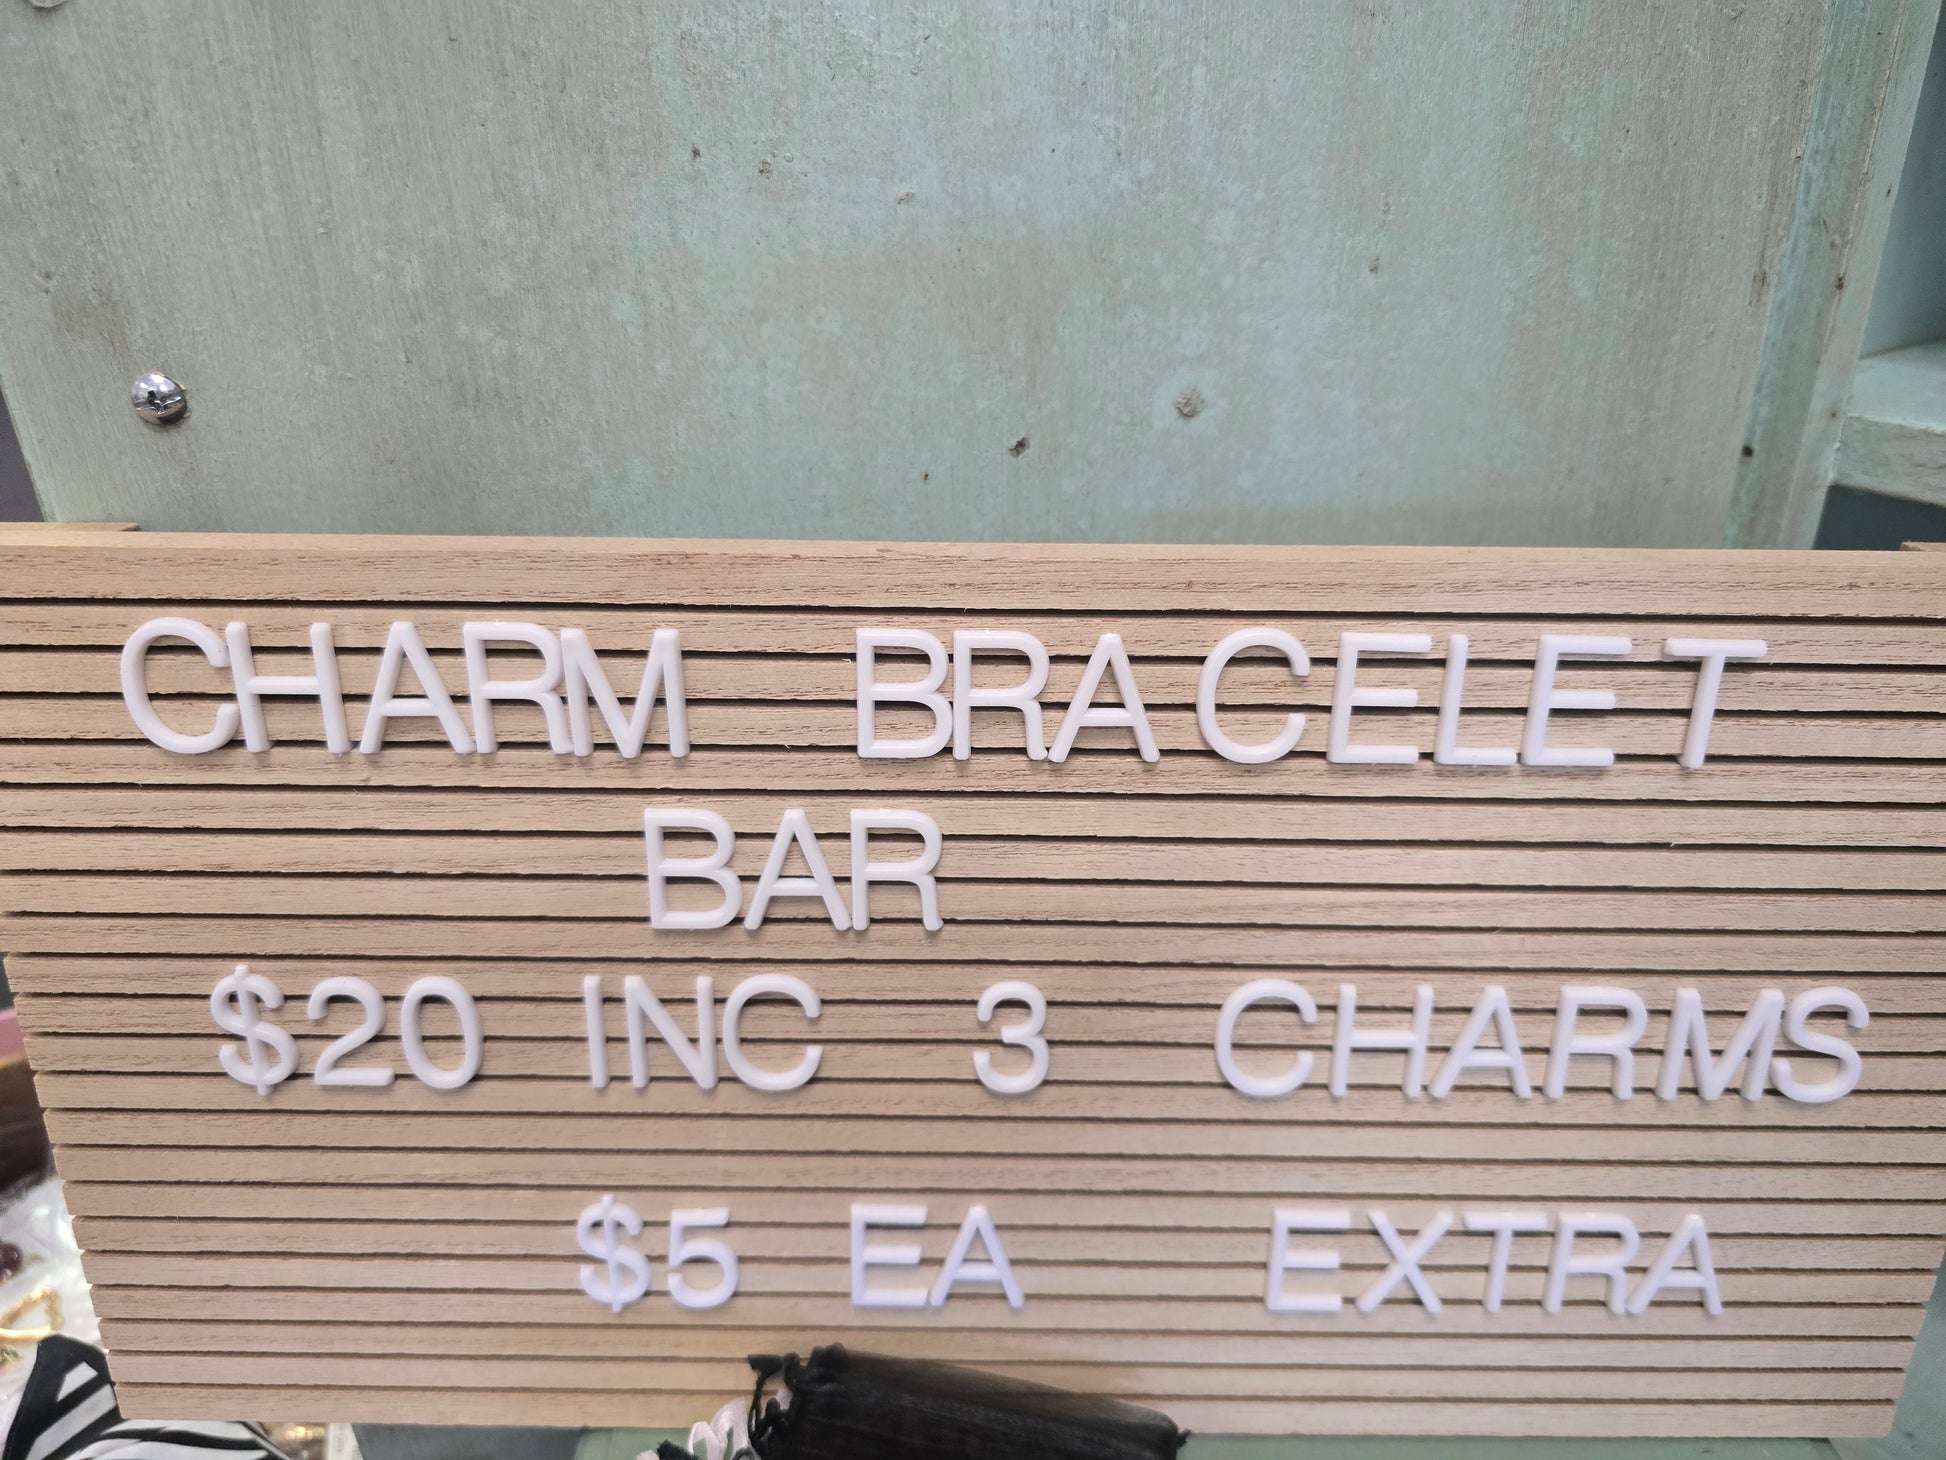 CHARM BRACELET
BAR
$20 INC 3 CHARMS
$5 EA EXTRA